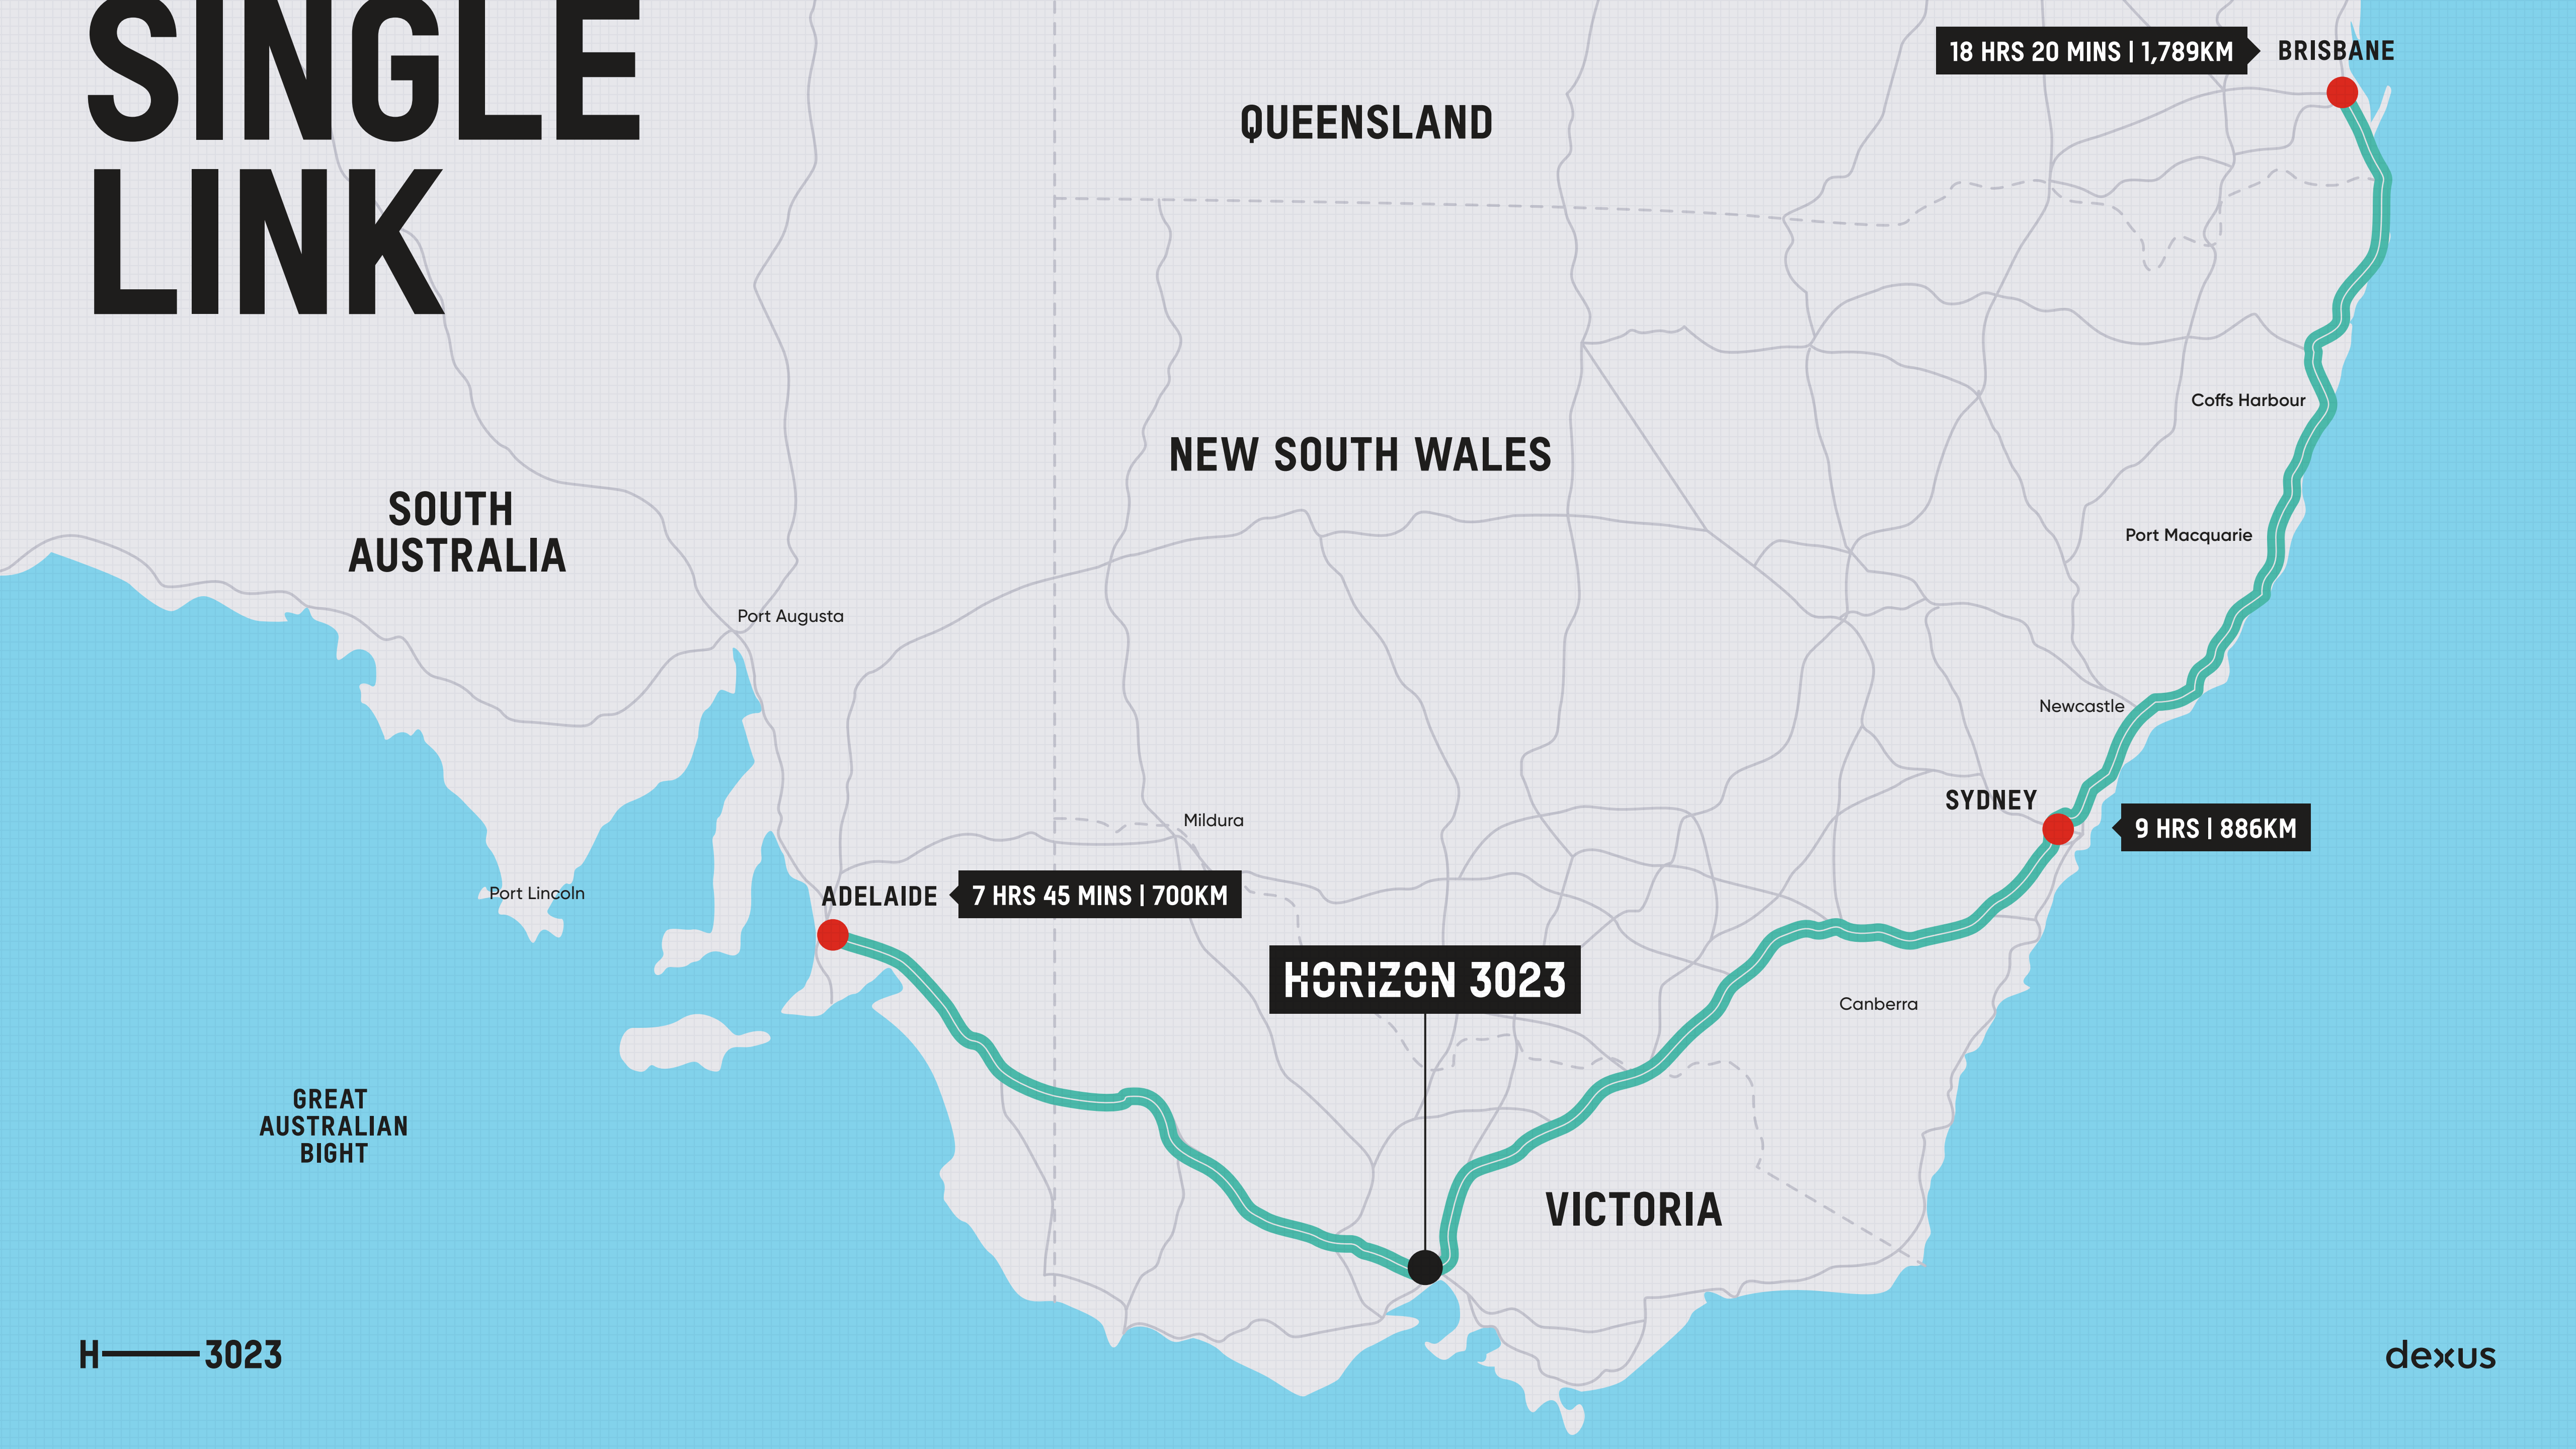 SINGLE
LINK
18 HRS 20 MINS | 1,789KM
BRISBANE
QUEENSLAND
Coffs Harbour
NEW SOUTH WALES
SOUTH
AUSTRALIA
Port Macquarie
Port Augusta
Newcastle
SYDNEY
9 HRS | 886KM
Mildura
Port Lincoln
ADELAIDE
7 HRS 45 MINS | 700KM
HORIZON 3023
Canberra
GREAT
AUSTRALIAN
BIGHT
VICTORIA
H——3023
dexus